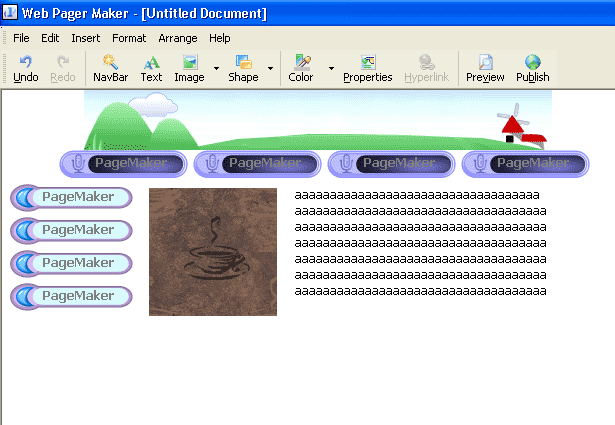 Web Pager Maker - [Untitled Document]
File Edit Insert Format Arrange Help
Undo Redo NavBar Text Image Shape Color Properties Hyperlink Preview Publish
PageMaker PageMaker PageMaker PageMaker
PageMaker
PageMaker
PageMaker
PageMaker
aaaaaaaaaaaaaaaaaaaaaaaaaaaaaaaaaaa
aaaaaaaaaaaaaaaaaaaaaaaaaaaaaaaaaaaa
aaaaaaaaaaaaaaaaaaaaaaaaaaaaaaaaaaaa
aaaaaaaaaaaaaaaaaaaaaaaaaaaaaaaaaaaa
aaaaaaaaaaaaaaaaaaaaaaaaaaaaaaaaaaaa
aaaaaaaaaaaaaaaaaaaaaaaaaaaaaaaaaaaa
aaaaaaaaaaaaaaaaaaaaaaaaaaaaaaaaaaaa